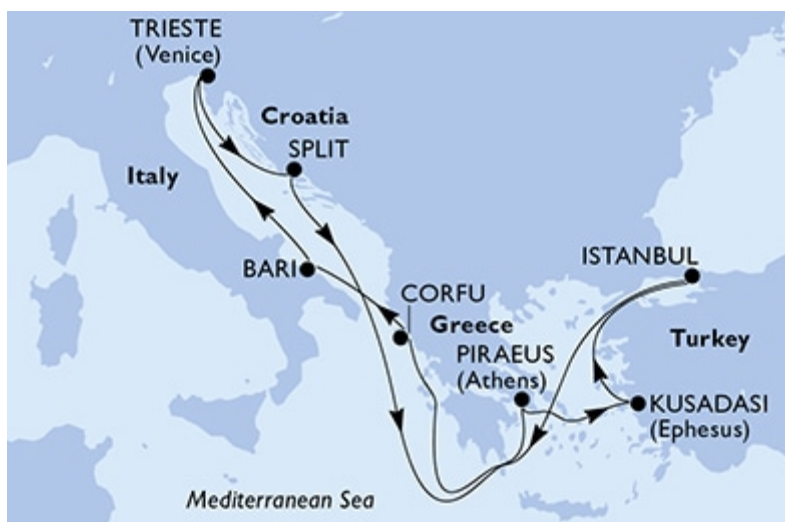 TRIESTE
(Venice)
Croatia
SPLIT
Italy
BARI
ISTANBUL
CORFU
Greece
Turkey
PIRAEUS
(Athens)
KUSADASI
(Ephesus)
Mediterranean Sea